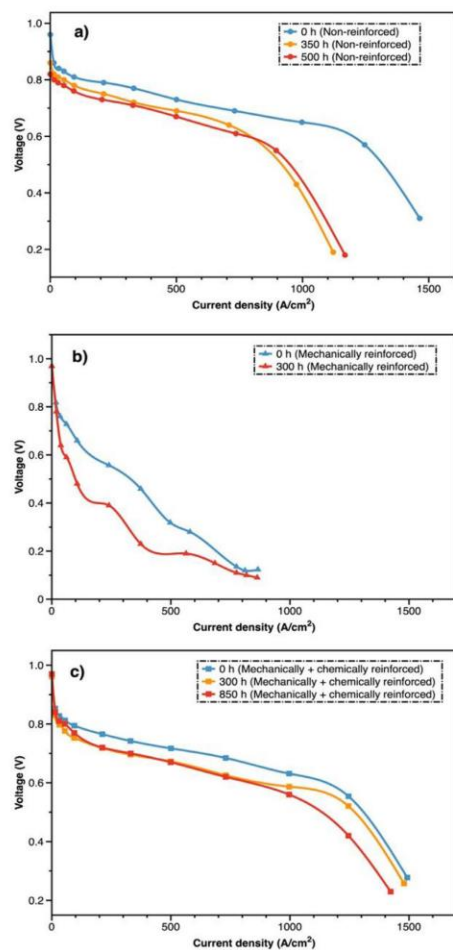 a)
0 h (Non-reinforced)
350 h (Non-reinforced)
500 h (Non-reinforced)
1.0
0.8
0.6
0.4
0.2
Voltage (V)
0 500 1000 1500
Current density (A/cm²)
b)
0 h (Mechanically reinforced)
300 h (Mechanically reinforced)
1.0
0.8
0.6
0.4
0.2
0
Voltage (V)
0 500 1000 1500
Current density (A/cm²)
c)
0 h (Mechanically + chemically reinforced)
300 h (Mechanically + chemically reinforced)
850 h (Mechanically + chemically reinforced)
1.0
0.8
0.6
0.4
0.2
Voltage (V)
0 500 1000 1500
Current density (A/cm²)